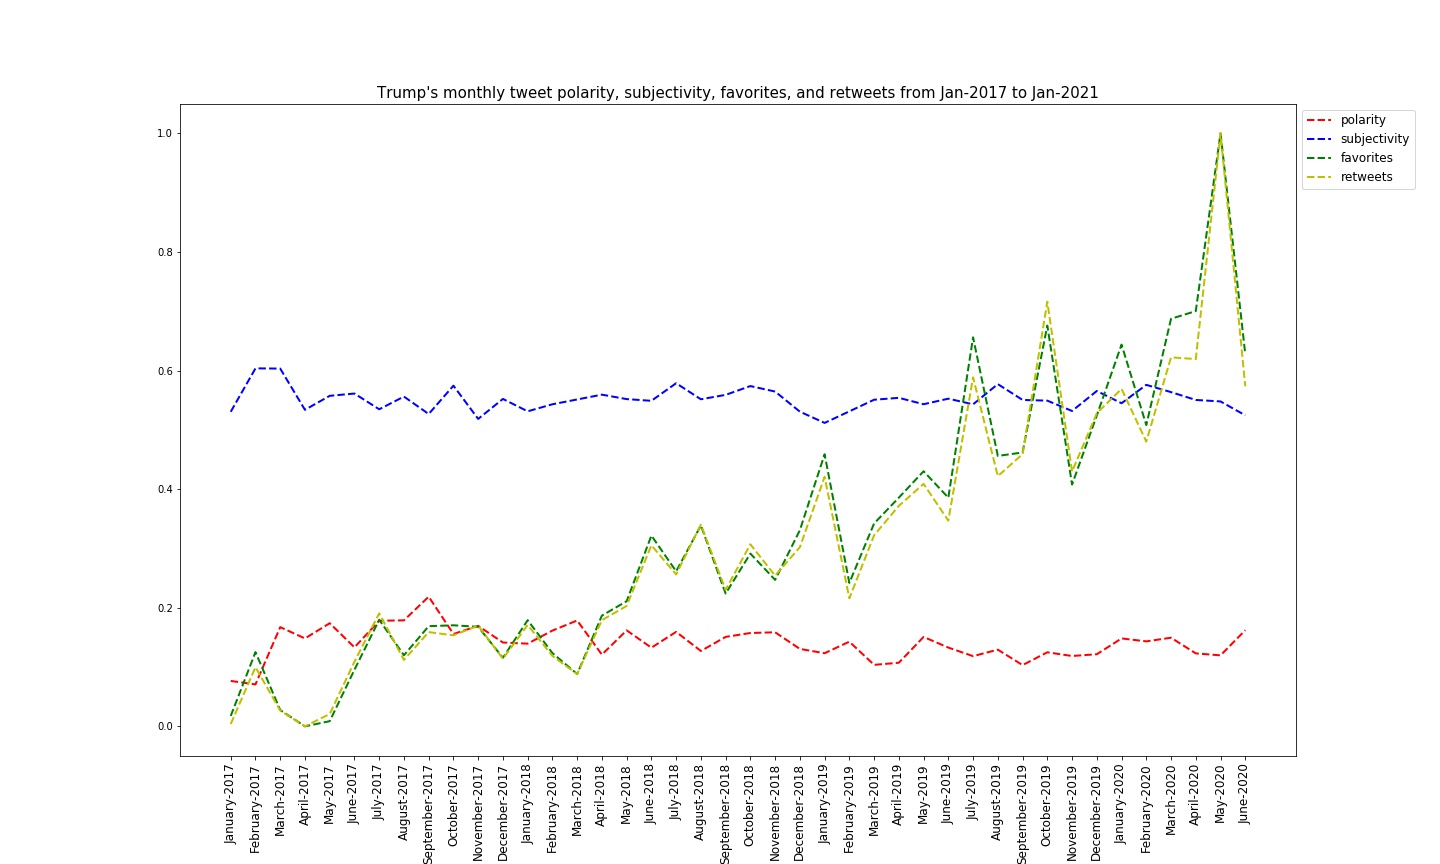 Trump's monthly tweet polarity, subjectivity, favorites, and retweets from Jan-2017 to Jan-2021
polarity
subjectivity
favorites
retweets
1.0
0.8
0.6
0.4
0.2
0.0
January-2017
February-2017
March-2017
April-2017
May-2017
June-2017
July-2017
August-2017
September-2017
October-2017
November-2017
December-2017
January-2018
February-2018
March-2018
April-2018
May-2018
June-2018
July-2018
August-2018
September-2018
October-2018
November-2018
December-2018
January-2019
February-2019
March-2019
April-2019
May-2019
June-2019
July-2019
August-2019
September-2019
October-2019
November-2019
December-2019
January-2020
February-2020
March-2020
April-2020
May-2020
June-2020